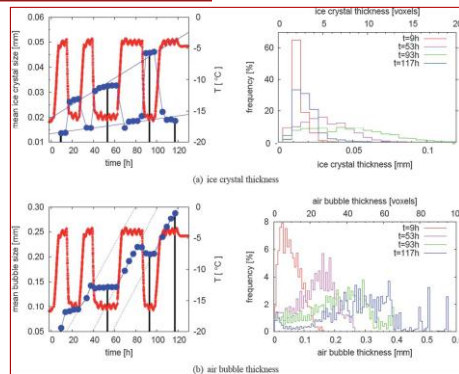 ice crystal thickness [voxels]
0 5 10 15 20
mean ice crystal size [mm]
0.06
0.05
0.04
0.03
0.02
0.01
0
-5
-10
-15
-20
T [°C]
0 20 40 60 80 100 120
time [h]
frequency [%]
60
40
20
0
t=9h
t=53h
t=93h
t=117h
0 0.05 0.1
ice crystal thickness [mm]
(a) ice crystal thickness
air bubble thickness [voxels]
0 20 40 60 80
mean bubble size [mm]
0.30
0.25
0.20
0.15
0.10
0.05
0
-5
-10
-15
-20
T [°C]
0 20 40 60 80 100 120
time [h]
frequency [%]
8
6
4
2
0
t=9h
t=53h
t=93h
t=117h
0 0.1 0.2 0.3 0.4 0.5
air bubble thickness [mm]
(b) air bubble thickness